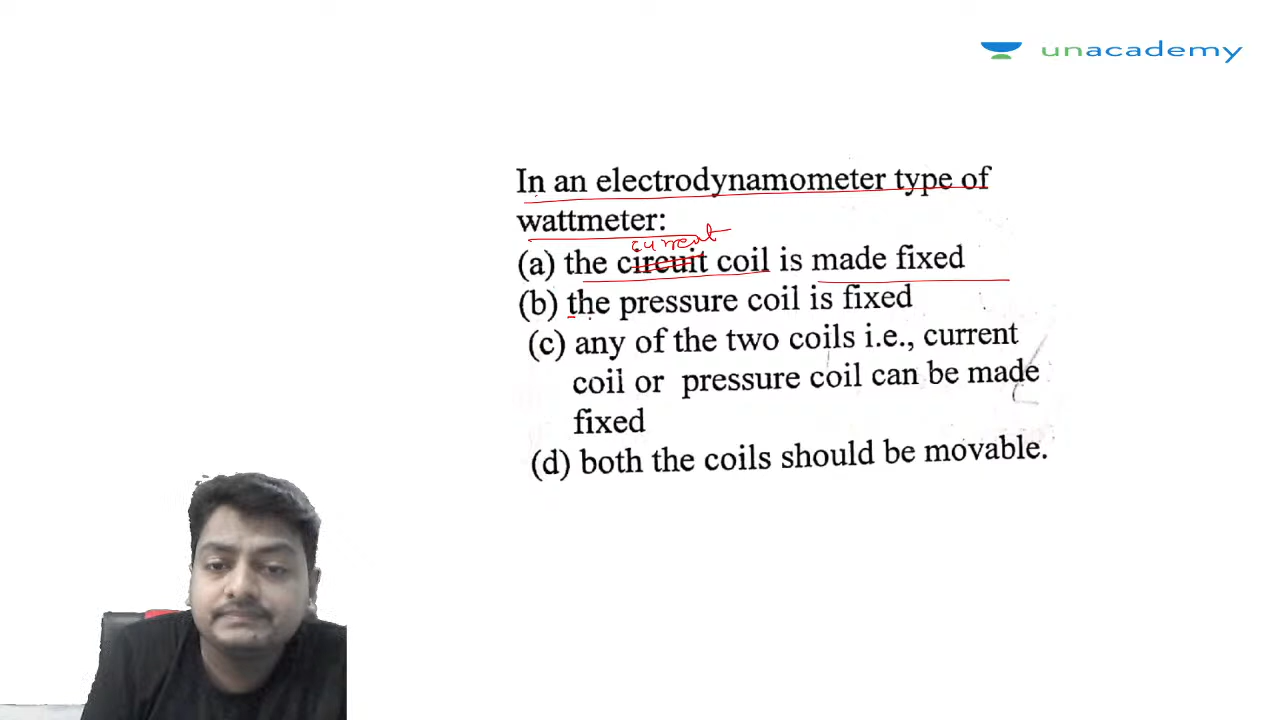 unacademy
In an electrodynamometer type of
wattmeter:
current
(a) the circuit coil is made fixed
(b) the pressure coil is fixed
(c) any of the two coils i.e., current
coil or pressure coil can be made
fixed
(d) both the coils should be movable.